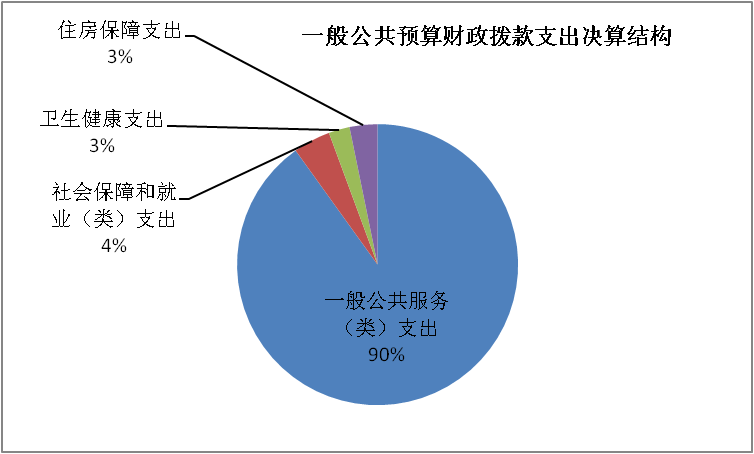 一般公共预算财政拨款支出决算结构
住房保障支出
3%
卫生健康支出
3%
社会保障和就
业（类）支出
4%
一般公共服务
（类）支出
90%